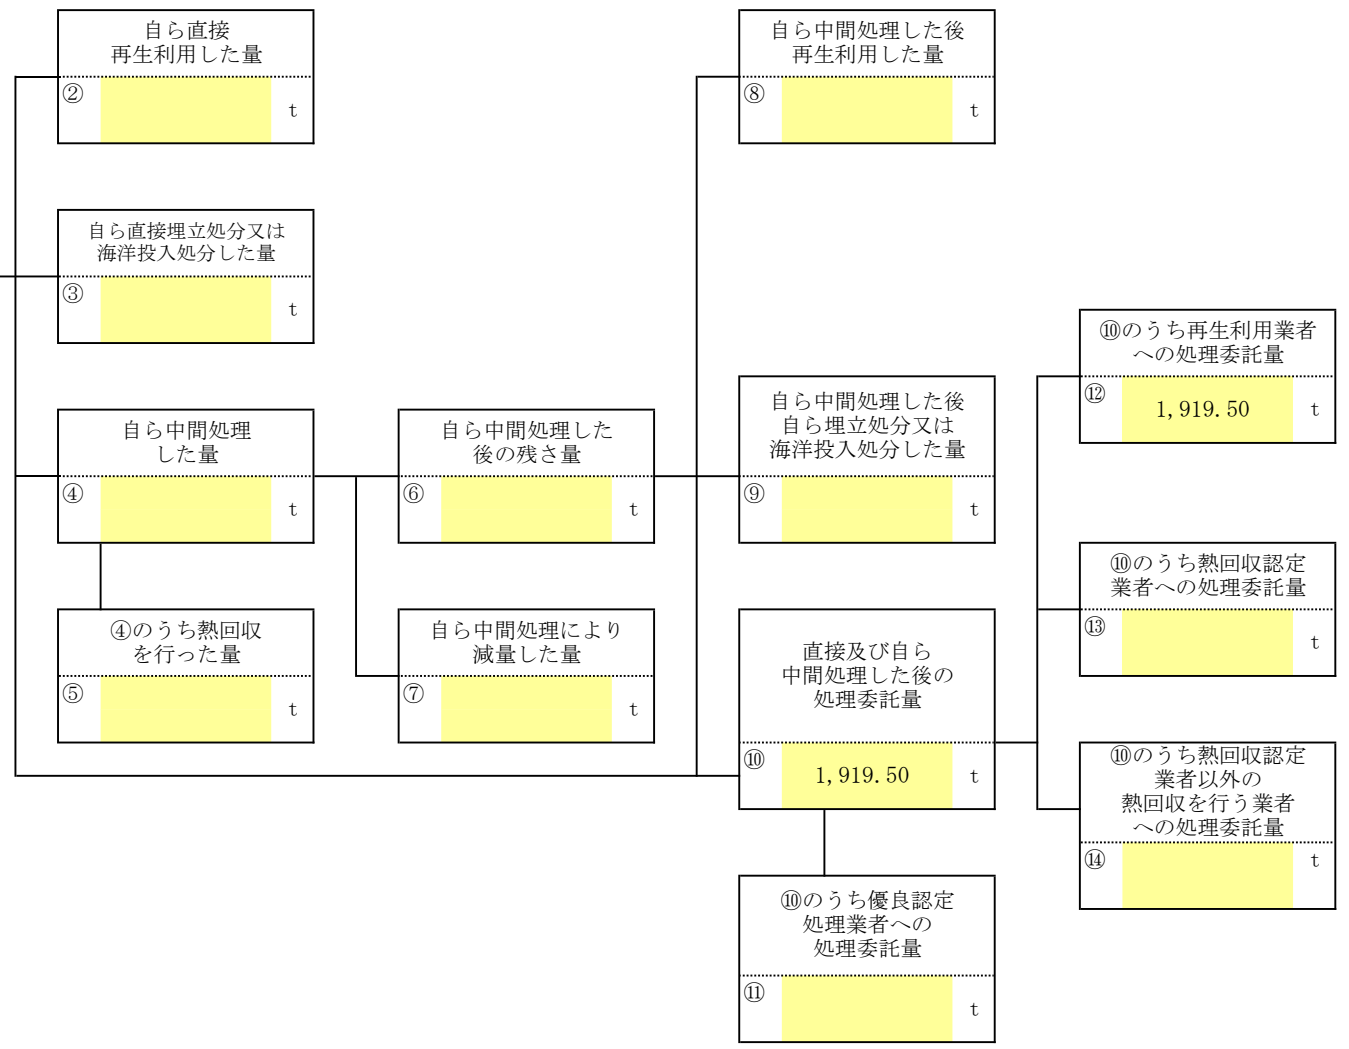 自ら直接
再生利用した量
②
t
自ら中間処理した後
再生利用した量
⑧
t
自ら直接埋立処分又は
海洋投入処分した量
③
t
⑩のうち再生利用業者
への処理委託量
⑫
1,919.50
t
自ら中間処理
した量
④
t
自ら中間処理した
後の残さ量
⑥
t
自ら中間処理した後
自ら埋立処分又は
海洋投入処分した量
⑨
t
⑩のうち熱回収認定
業者への処理委託量
⑬
t
④のうち熱回収
を行った量
⑤
t
自ら中間処理により
減量した量
⑦
t
直接及び自ら
中間処理した後の
処理委託量
⑩
1,919.50
t
⑩のうち熱回収認定
業者以外の
熱回収を行う業者
への処理委託量
⑭
t
⑩のうち優良認定
処理業者への
処理委託量
⑪
t